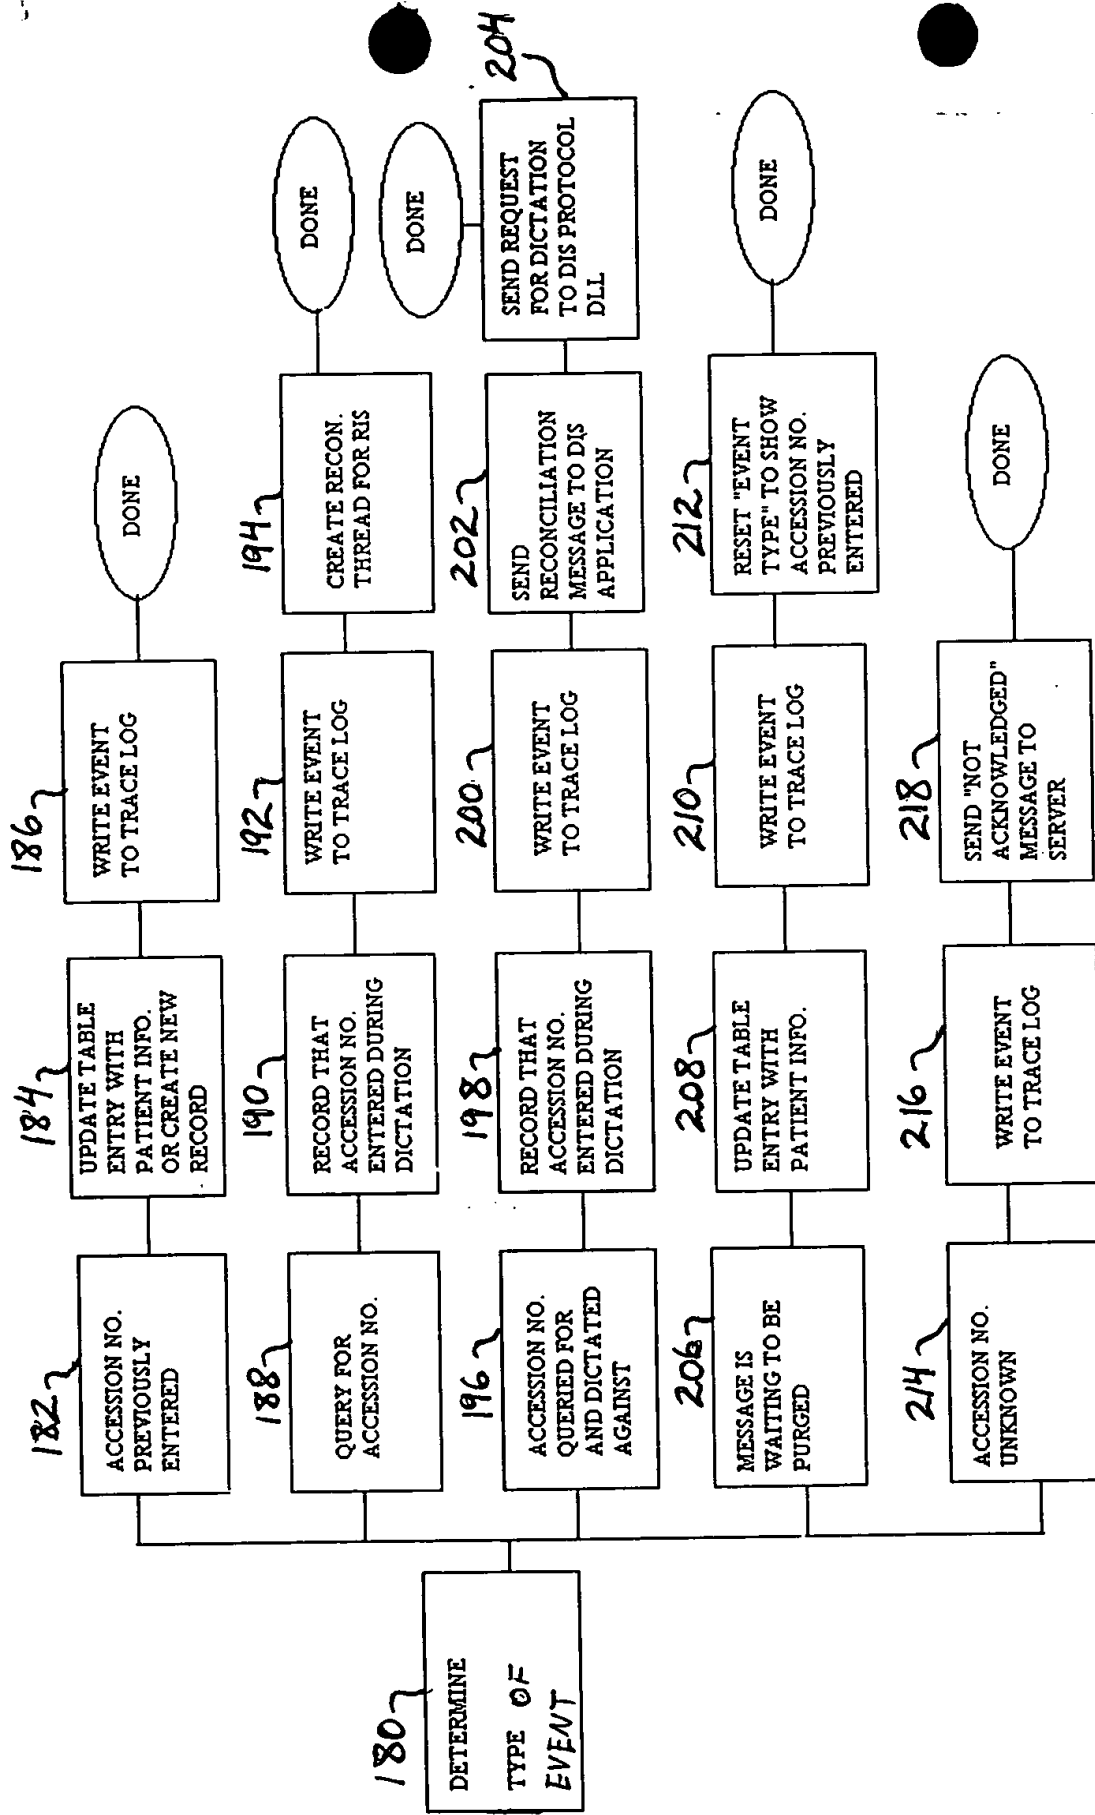 180
DETERMINE
TYPE OF
EVENT
182
ACCESSION NO.
PREVIOUSLY
ENTERED
184
UPDATE TABLE
ENTRY WITH
PATIENT INFO.
OR CREATE NEW
RECORD
186
WRITE EVENT
TO TRACE LOG
DONE
188
QUERY FOR
ACCESSION NO.
190
RECORD THAT
ACCESSION NO.
ENTERED DURING
DICTATION
192
WRITE EVENT
TO TRACE LOG
194
CREATE RECON.
THREAD FOR RIS
DONE
196
ACCESSION NO.
QUERIED FOR
AND DICTATED
AGAINST
198
RECORD THAT
ACCESSION NO.
ENTERED DURING
DICTATION
200
WRITE EVENT
TO TRACE LOG
202
SEND
RECONCILIATION
MESSAGE TO DIS
APPLICATION
204
SEND REQUEST
FOR DICTATION
TO DIS PROTOCOL
DLL
DONE
206
MESSAGE IS
WAITING TO BE
PURGED
208
UPDATE TABLE
ENTRY WITH
PATIENT INFO.
210
WRITE EVENT
TO TRACE LOG
212
RESET "EVENT
TYPE" TO SHOW
ACCESSION NO.
PREVIOUSLY
ENTERED
DONE
214
ACCESSION NO.
UNKNOWN
216
WRITE EVENT
TO TRACE LOG
218
SEND "NOT
ACKNOWLEDGED"
MESSAGE TO
SERVER
DONE